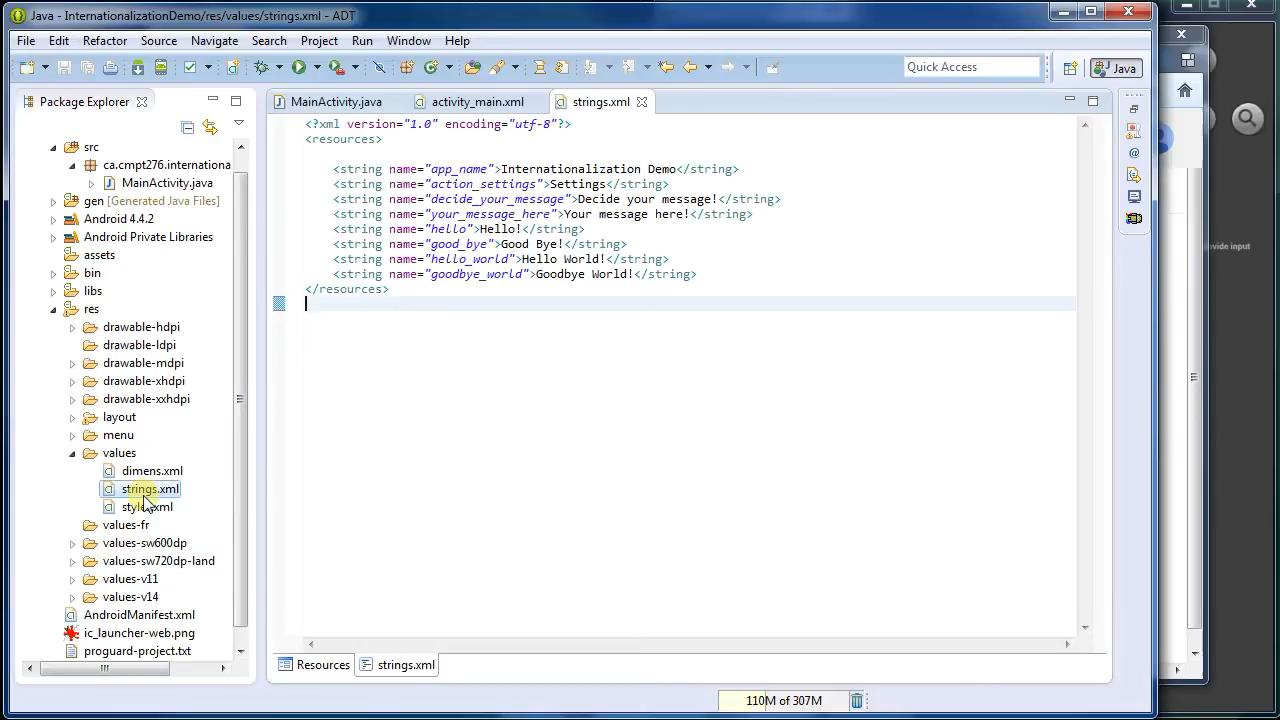 Java - InternationalizationDemo/res/values/strings.xml - ADT
File Edit Refactor Source Navigate Search Project Run Window Help
Quick Access
Java
Package Explorer
MainActivity.java
activity_main.xml
strings.xml
src
ca.cmpt276.internationa
MainActivity.java
gen [Generated Java Files]
Android 4.4.2
Android Private Libraries
assets
bin
libs
res
drawable-hdpi
drawable-ldpi
drawable-mdpi
drawable-xhdpi
drawable-xxhdpi
layout
menu
values
dimens.xml
strings.xml
values-fr
values-sw600dp
values-sw720dp-land
values-v11
values-v14
AndroidManifest.xml
ic_launcher-web.png
proguard-project.txt
<?xml version="1.0" encoding="utf-8"?>
<resources>
<string name="app_name">Internationalization Demo</string>
<string name="action_settings">Settings</string>
<string name="decide_your_message">Decide your message!</string>
<string name="your_message_here">Your message here!</string>
<string name="hello">Hello!</string>
<string name="good_bye">Good Bye!</string>
<string name="hello_world">Hello World!</string>
<string name="goodbye_world">Goodbye World!</string>
</resources>
Resources
strings.xml
110M of 307M
ovide input